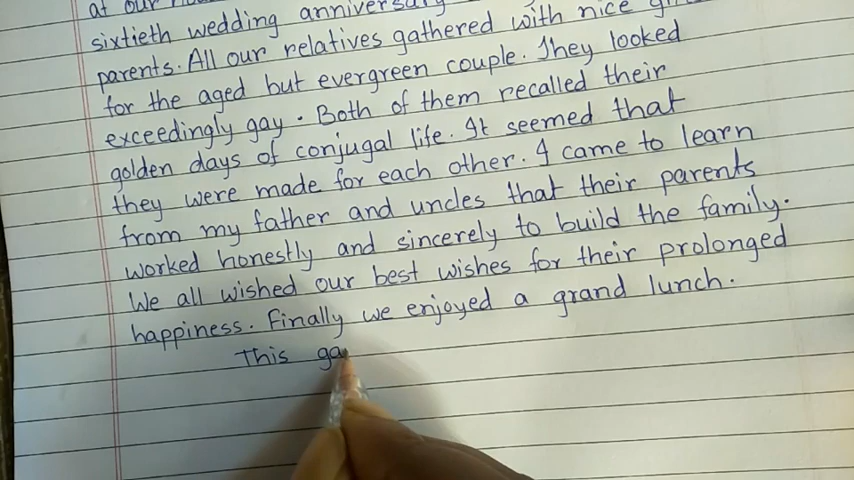 at our
sixtieth wedding anniversary
parents. All our relatives gathered with nice
for the aged but evergreen couple. They looked
exceedingly gay. Both of them recalled their
golden days of conjugal life. It seemed that
they were made for each other. I came to learn
from my father and uncles that their parents
worked honestly and sincerely to build the family.
We all wished our best wishes for their prolonged
happiness. Finally we enjoyed a grand lunch.
This ga